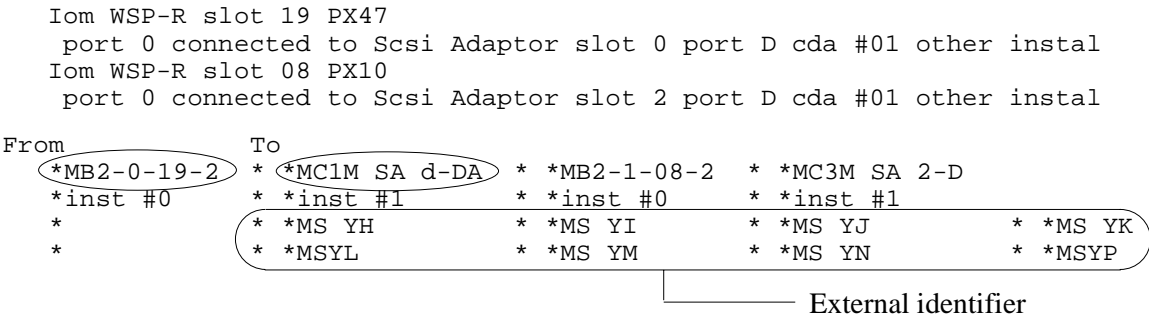 Iom WSP-R slot 19 PX47
port 0 connected to Scsi Adaptor slot 0 port D cda #01 other instal
Iom WSP-R slot 08 PX10
port 0 connected to Scsi Adaptor slot 2 port D cda #01 other instal
From To
*MB2-0-19-2 * *MC1M SA d-DA * *MB2-1-08-2 * *MC3M SA 2-D
*inst #0 * *inst #1 * *inst #0 * *inst #1
* * *MS YH * *MS YI * *MS YJ * *MS YK
* * *MSYL * *MS YM * *MS YN * *MSYP
External identifier